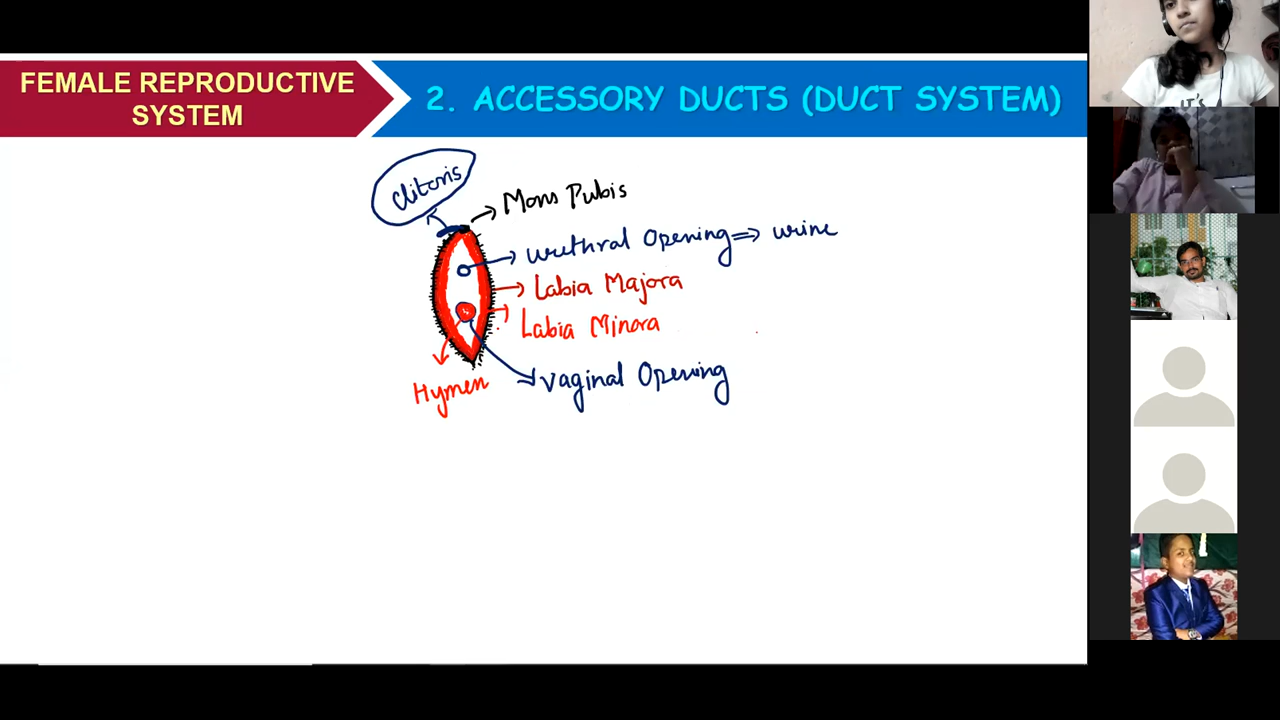 FEMALE REPRODUCTIVE
SYSTEM
2. ACCESSORY DUCTS (DUCT SYSTEM)
clitoris
Mons Pubis
urethral Opening ⇒ urine
Labia Majora
Labia Minora
Hymen
vaginal Opening
IT'S